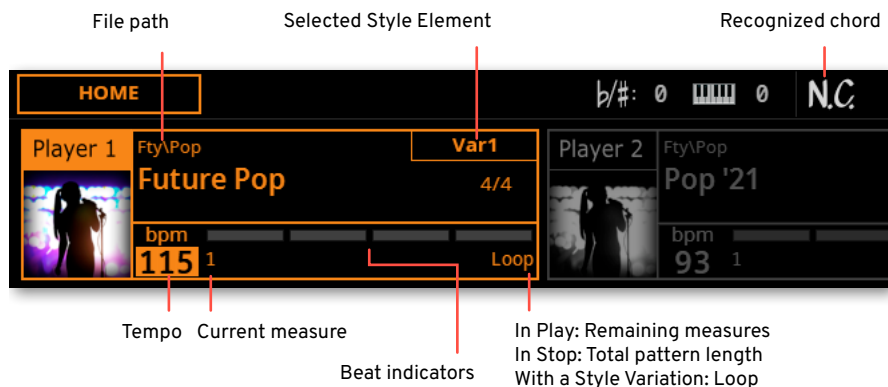 File path
Selected Style Element
Recognized chord
HOME
b/#: 0
0
N.C.
Player 1
Fty\Pop
Var1
Future Pop
4/4
bpm
115
1
Loop
Player 2
Fty\Pop
Pop '21
bpm
93
1
Tempo
Current measure
Beat indicators
In Play: Remaining measures
In Stop: Total pattern length
With a Style Variation: Loop